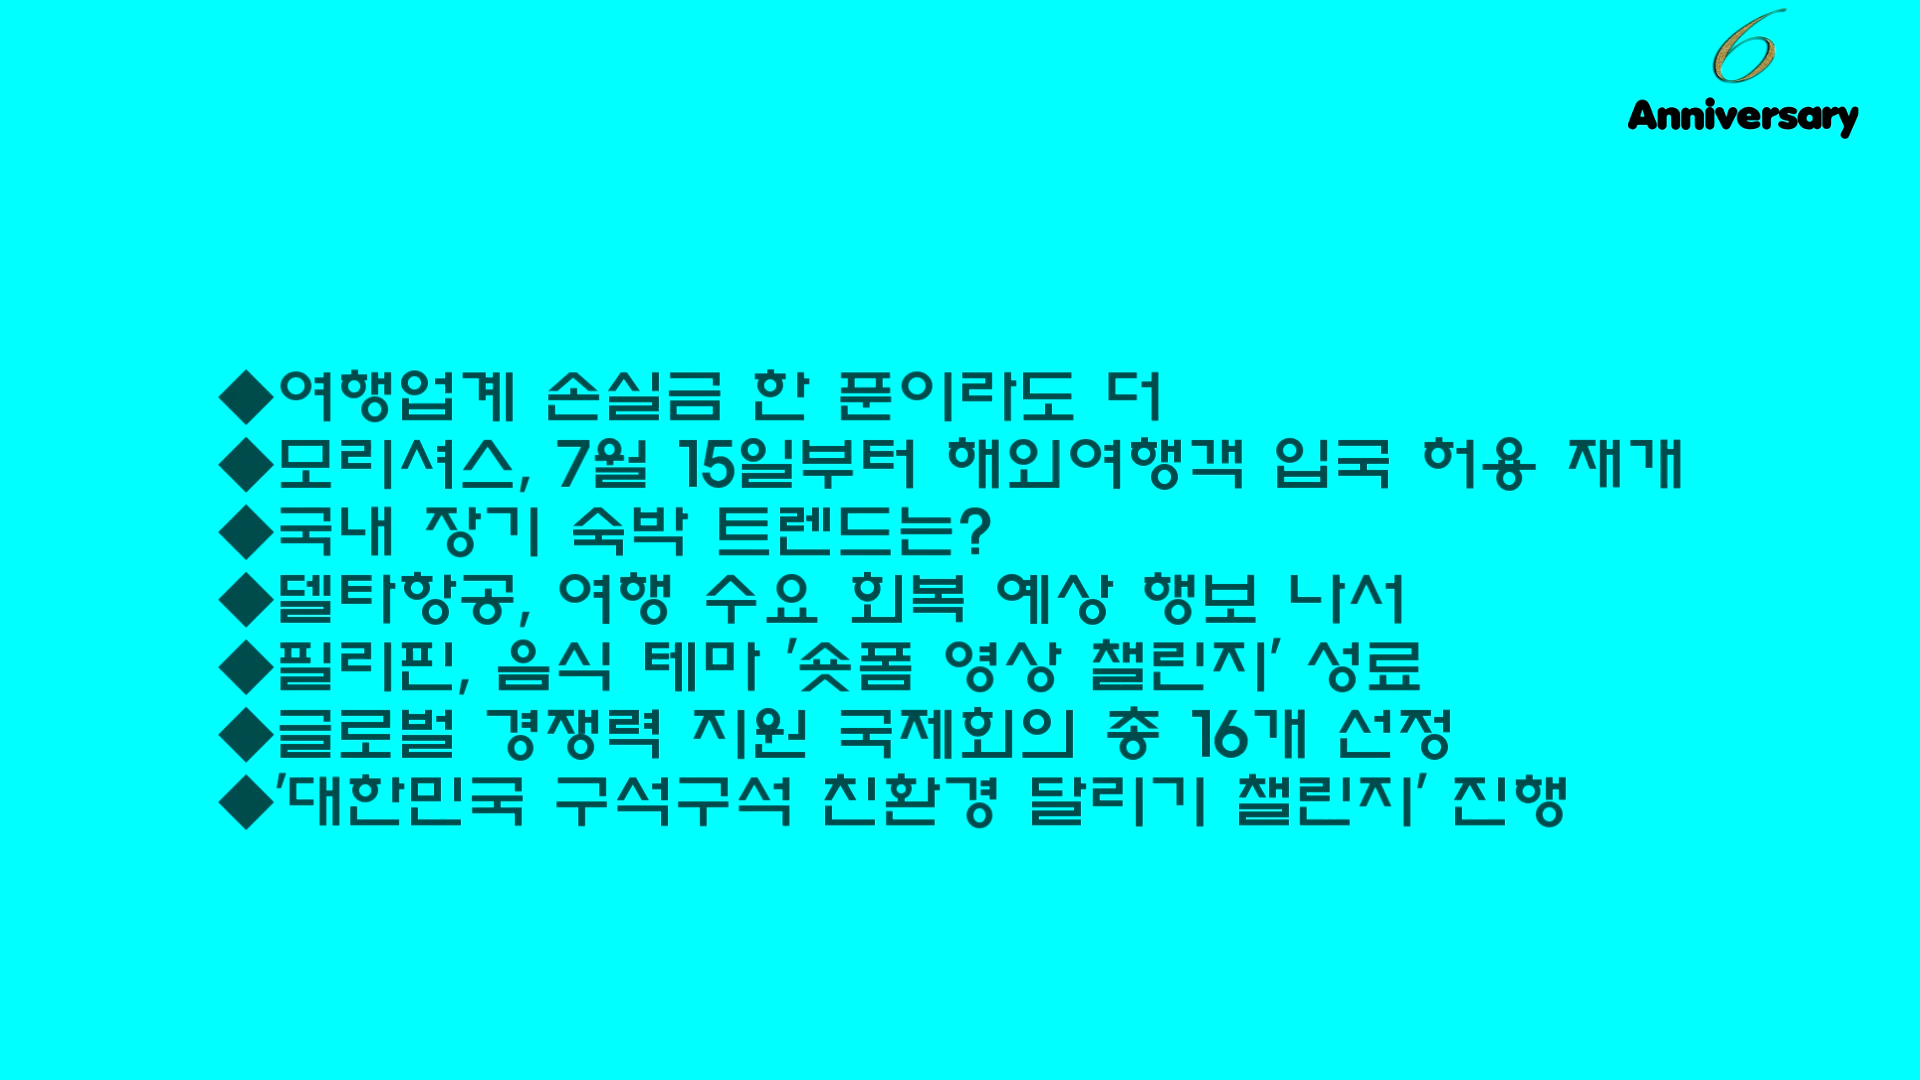 6
Anniversary
◆여행업계 손실금 한 푼이라도 더
◆모리셔스, 7월 15일부터 해외여행객 입국 허용 재개
◆국내 장기 숙박 트렌드는?
◆델타항공, 여행 수요 회복 예상 행보 나서
◆필리핀, 음식 테마 '숏폼 영상 챌린지' 성료
◆글로벌 경쟁력 지원 국제회의 총 16개 선정
◆'대한민국 구석구석 친환경 달리기 챌린지' 진행